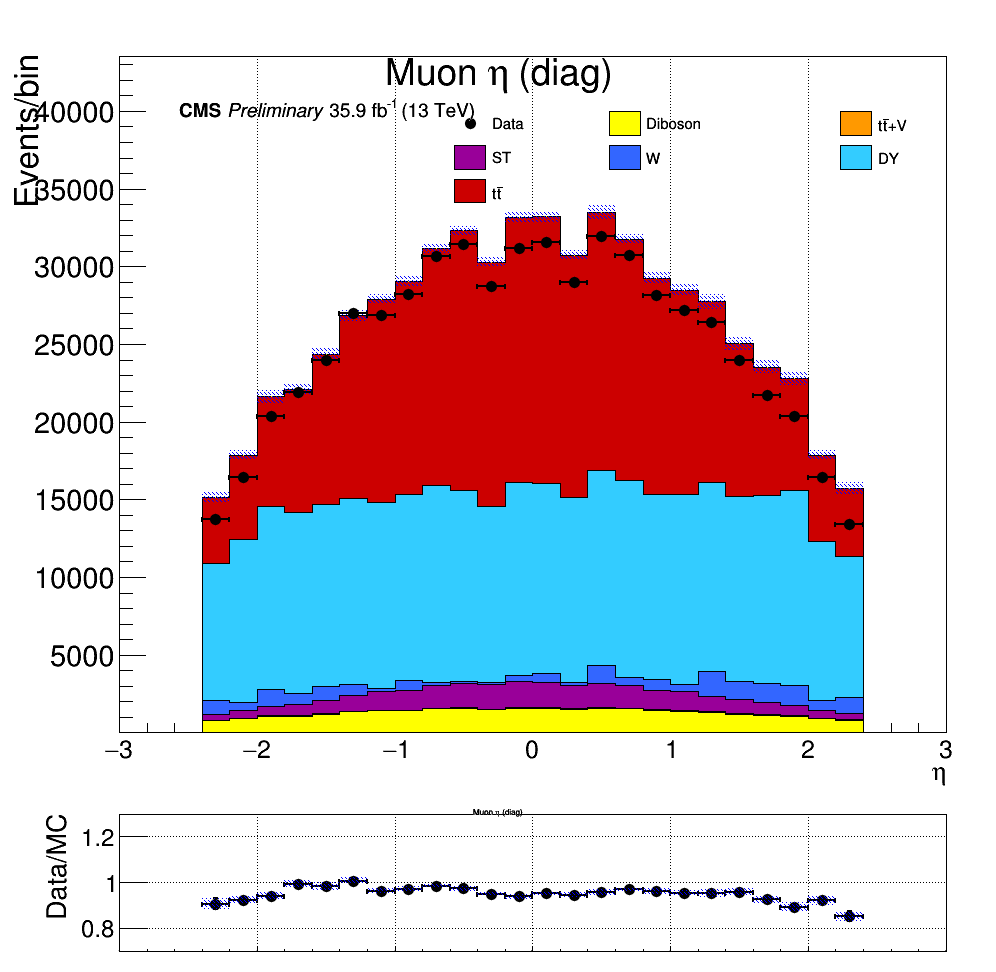 Muon η (diag)
Events/bin
CMS Preliminary 35.9 fb⁻¹ (13 TeV)
Data
Diboson
tt̄+V
ST
W
DY
tt̄
40000
35000
30000
25000
20000
15000
10000
5000
−3 −2 −1 0 1 2 3
η
Muon η (diag)
Data/MC
1.2
1
0.8